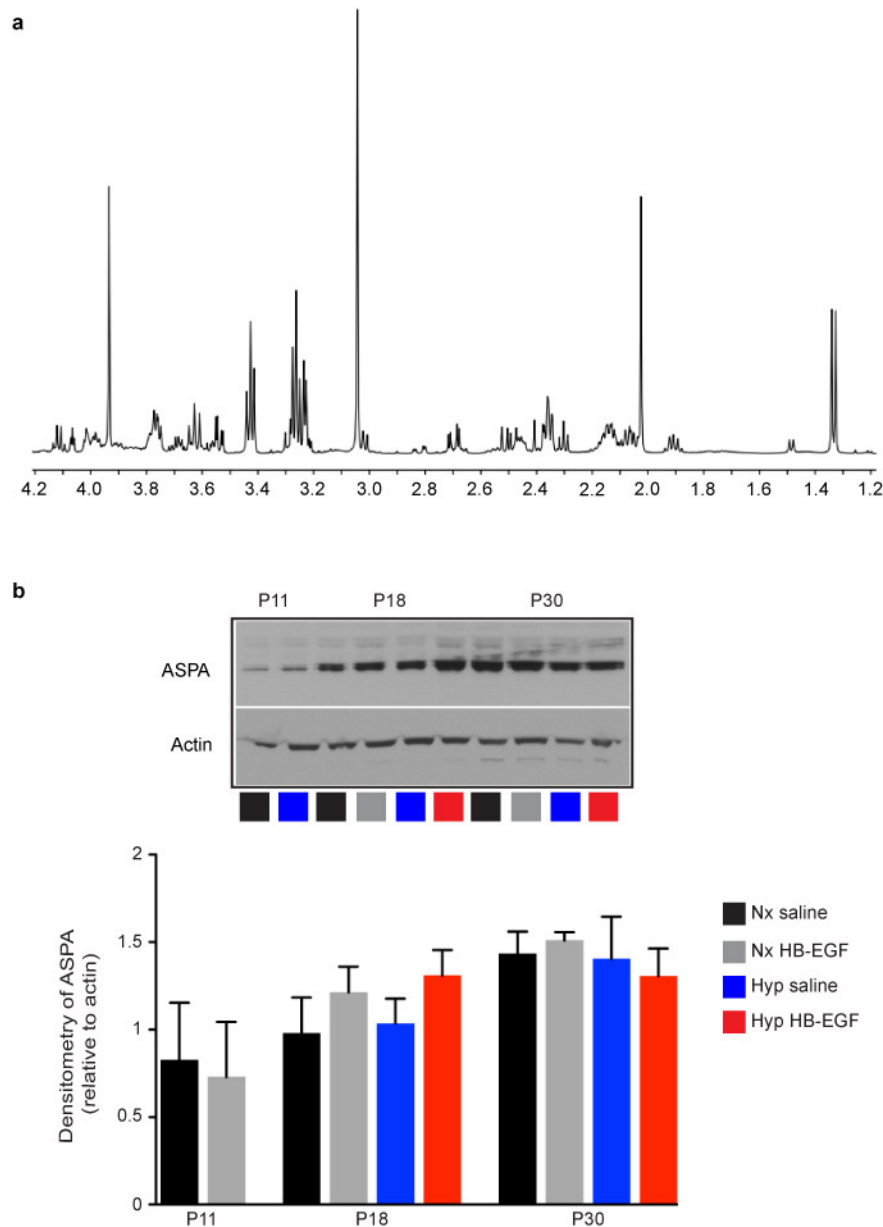 a
4.2 4.0 3.8 3.6 3.4 3.2 3.0 2.8 2.6 2.4 2.2 2.0 1.8 1.6 1.4 1.2
b
P11 P18 P30
ASPA
Actin
Densitometry of ASPA
(relative to actin)
2
1.5
1
0.5
0
P11 P18 P30
Nx saline
Nx HB-EGF
Hyp saline
Hyp HB-EGF